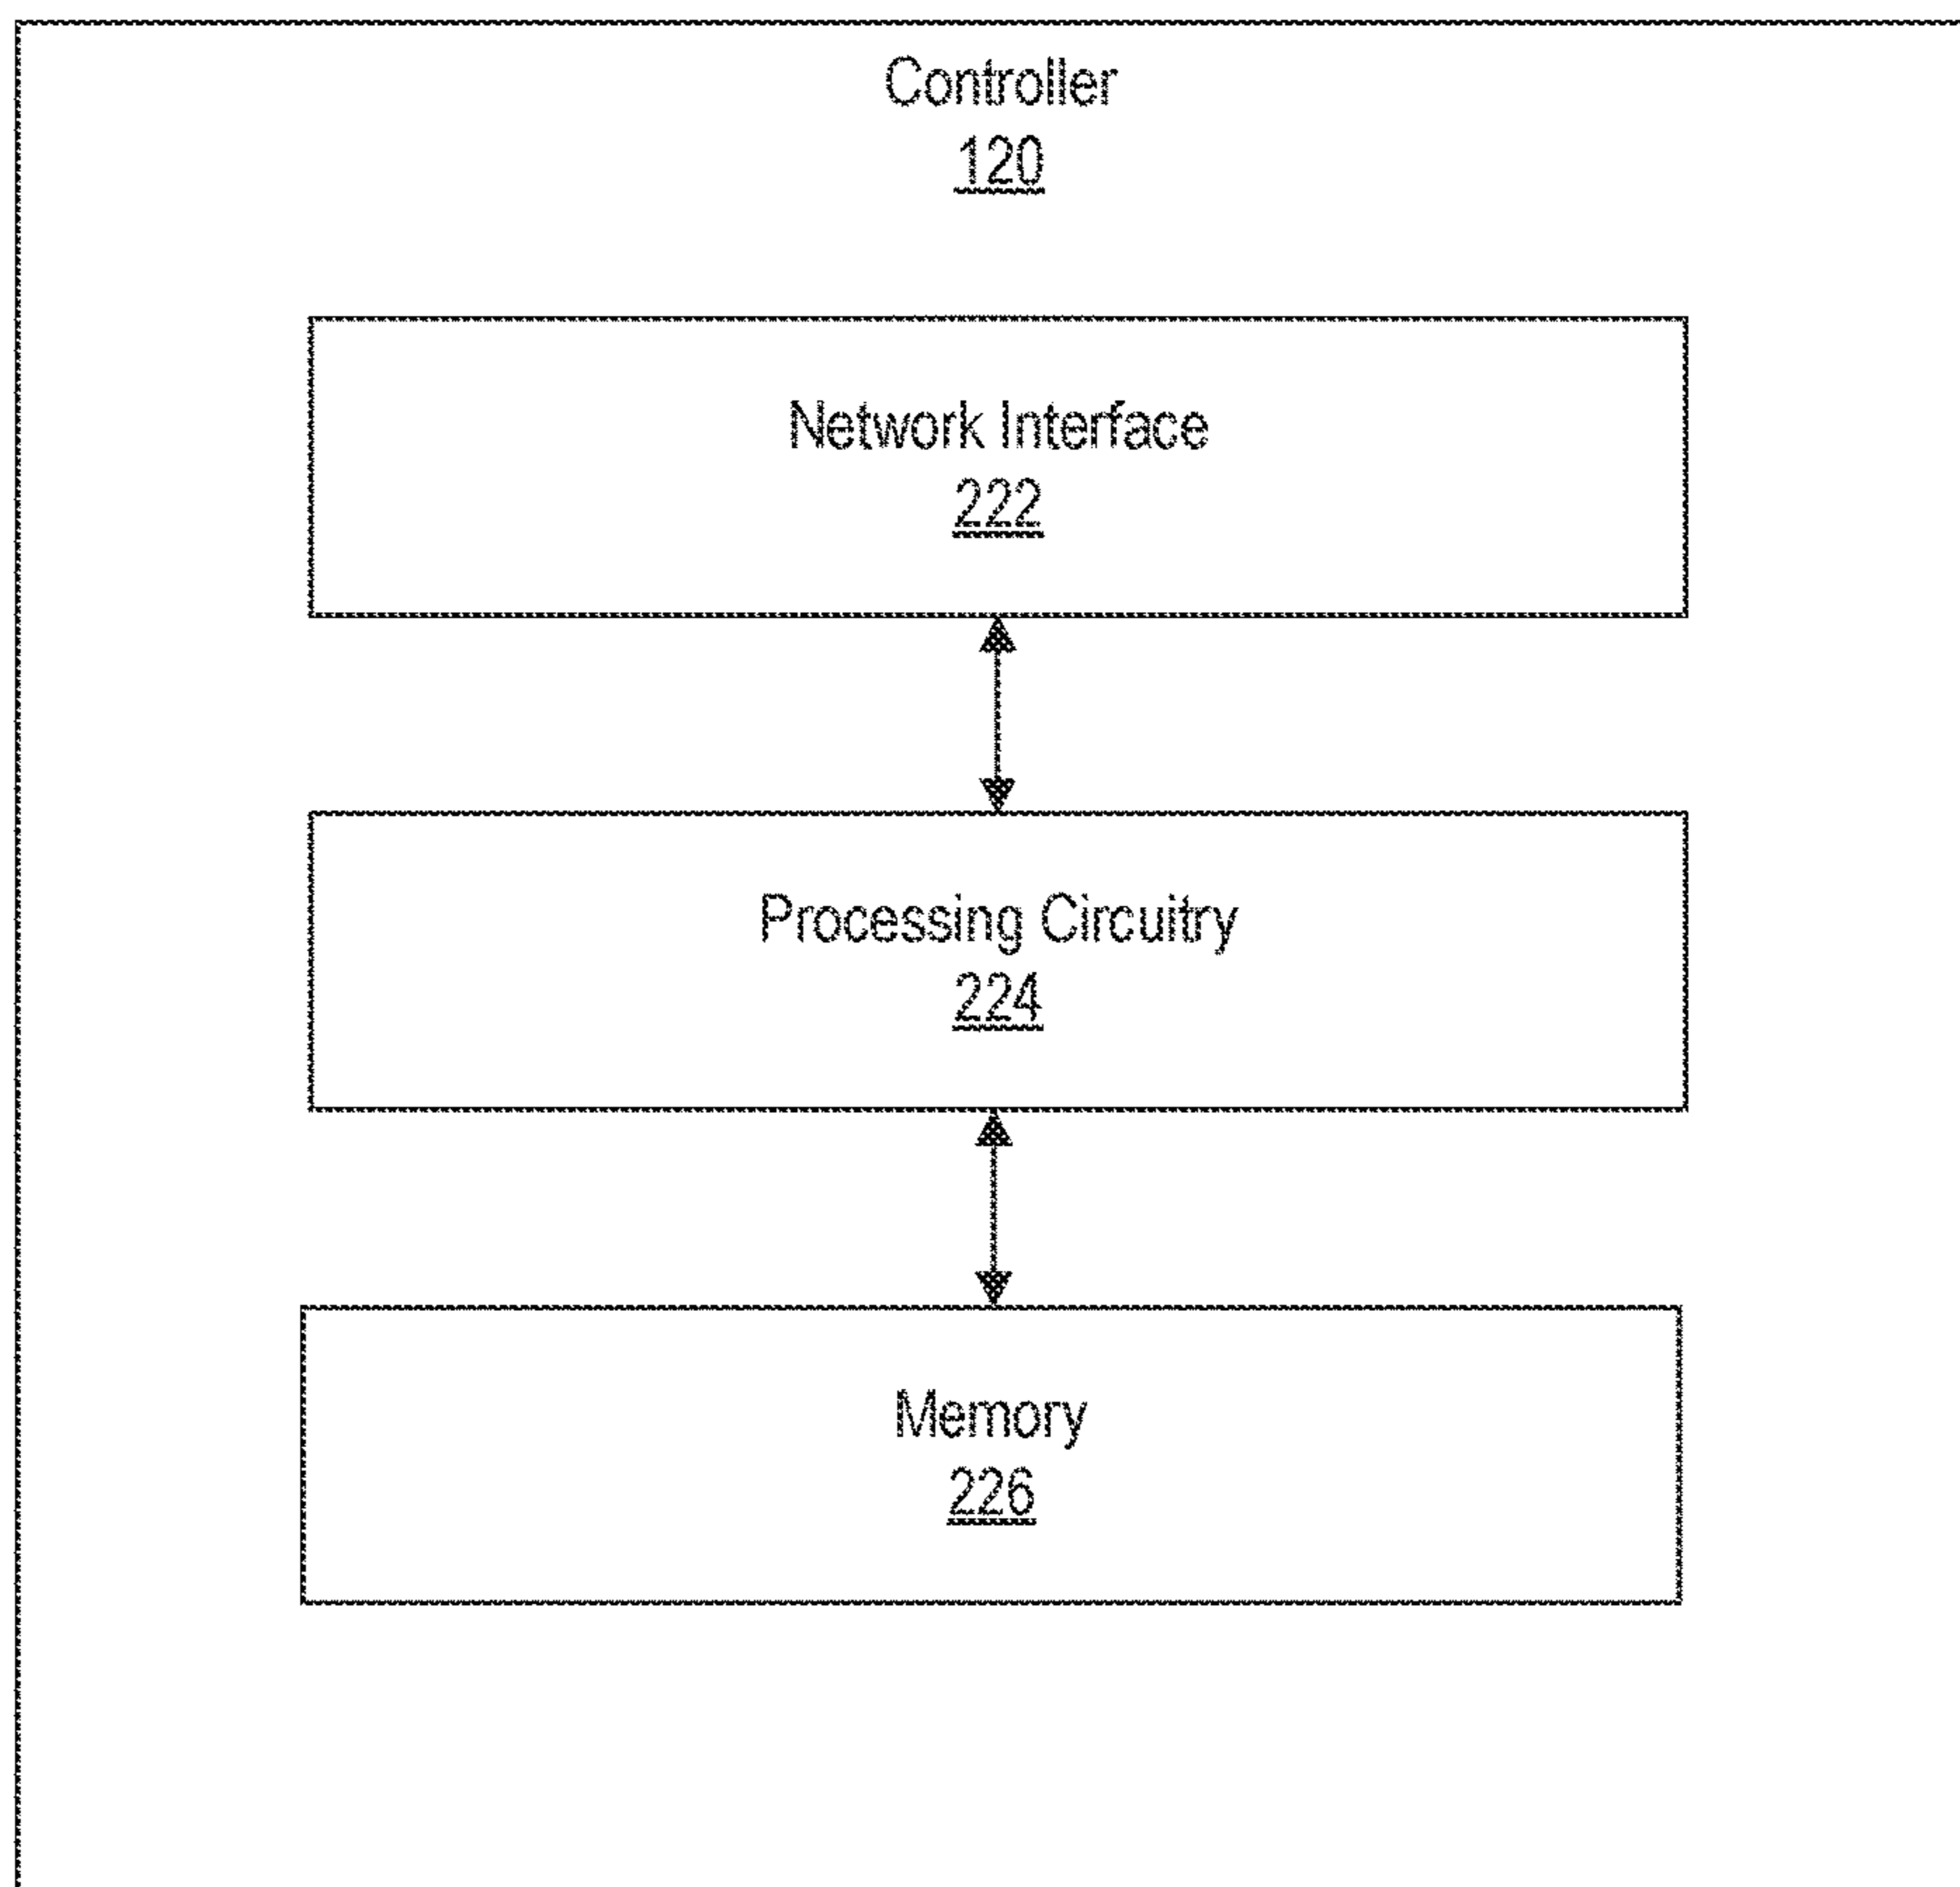 Controller
120
Network Interface
222
Processing Circuitry
224
Memory
226